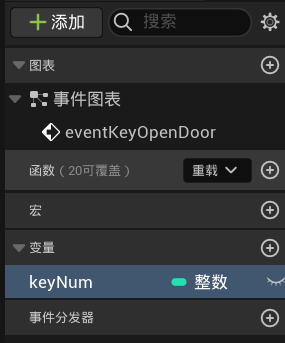 添加 搜索
图表
事件图表
eventKeyOpenDoor
函数（20可覆盖） 重载
宏
变量
keyNum 整数
事件分发器